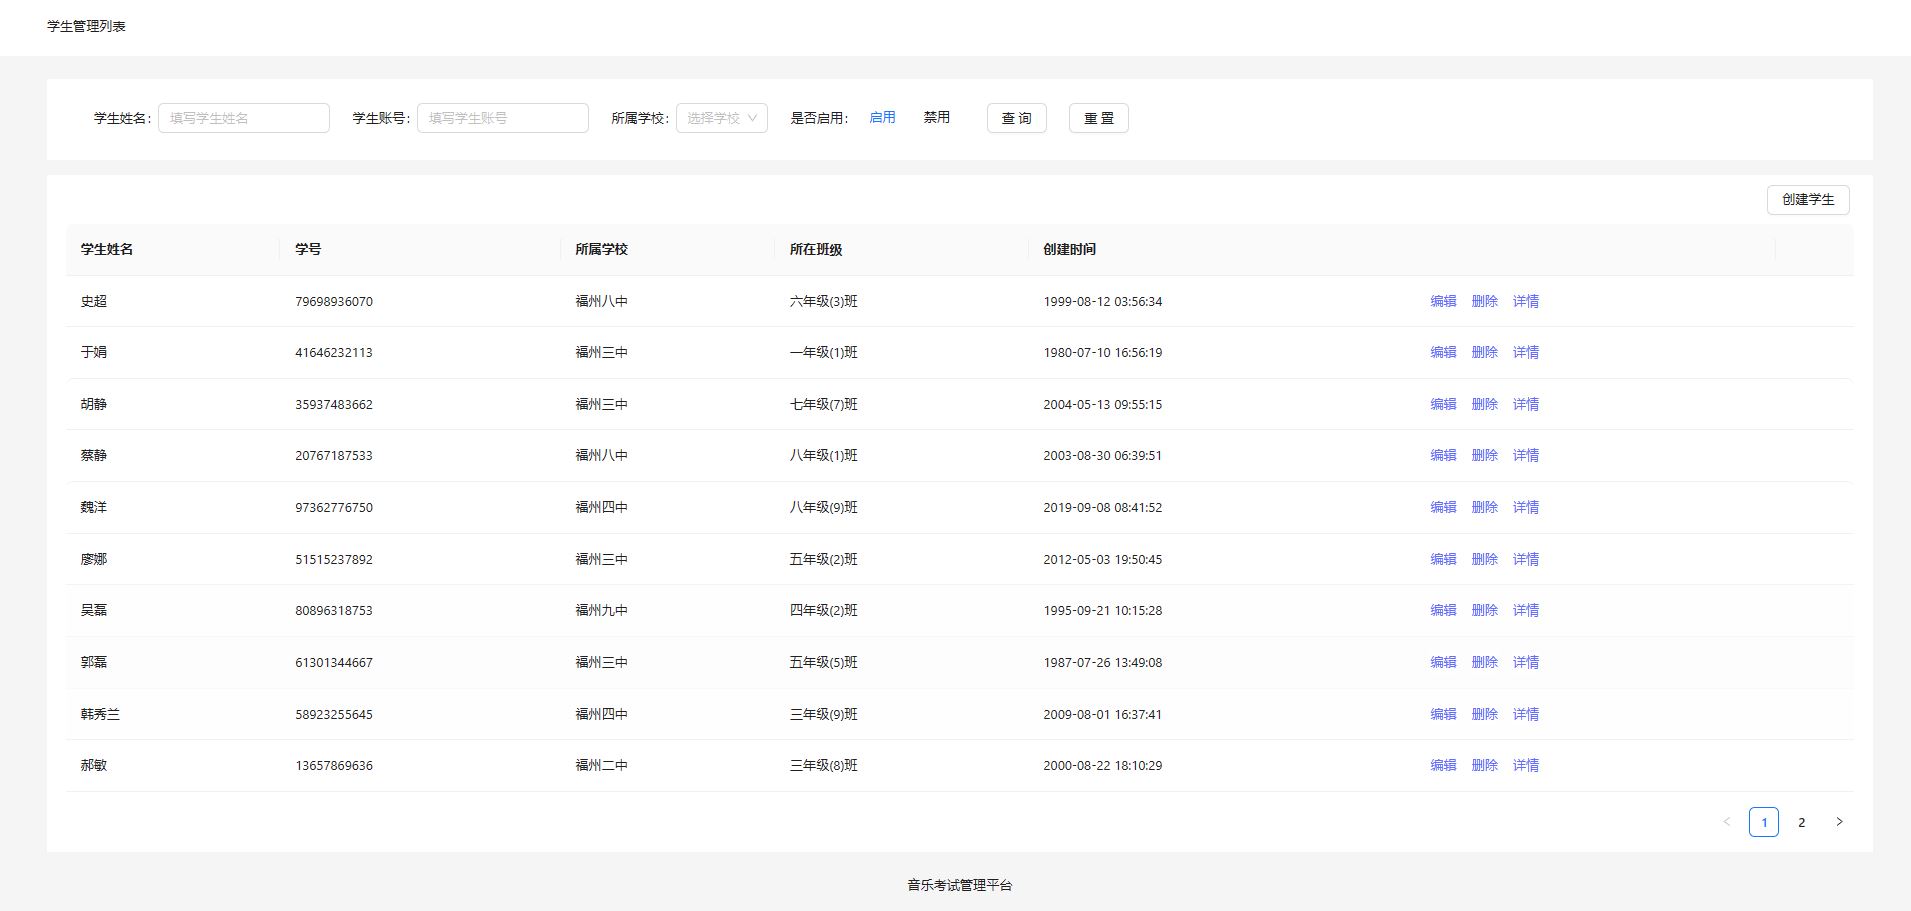 学生管理列表
学生姓名： 填写学生姓名 学生账号： 填写学生账号 所属学校： 选择学校 是否启用： 启用 禁用 查 询 重 置
创建学生
学生姓名 学号 所属学校 所在班级 创建时间
史超 79698936070 福州八中 六年级(3)班 1999-08-12 03:56:34 编辑 删除 详情
于娟 41646232113 福州三中 一年级(1)班 1980-07-10 16:56:19 编辑 删除 详情
胡静 35937483662 福州三中 七年级(7)班 2004-05-13 09:55:15 编辑 删除 详情
蔡静 20767187533 福州八中 八年级(1)班 2003-08-30 06:39:51 编辑 删除 详情
魏洋 97362776750 福州四中 八年级(9)班 2019-09-08 08:41:52 编辑 删除 详情
廖娜 51515237892 福州三中 五年级(2)班 2012-05-03 19:50:45 编辑 删除 详情
吴磊 80896318753 福州九中 四年级(2)班 1995-09-21 10:15:28 编辑 删除 详情
郭磊 61301344667 福州三中 五年级(5)班 1987-07-26 13:49:08 编辑 删除 详情
韩秀兰 58923255645 福州四中 三年级(9)班 2009-08-01 16:37:41 编辑 删除 详情
郝敏 13657869636 福州二中 三年级(8)班 2000-08-22 18:10:29 编辑 删除 详情
< 1 2 >
音乐考试管理平台